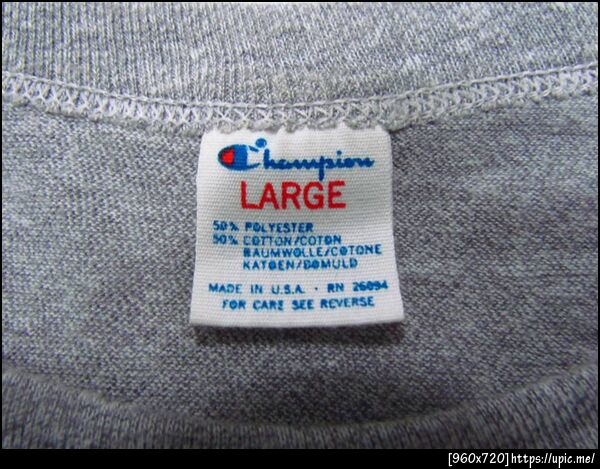 Champion
LARGE
50% POLYESTER
50% COTTON/COTON
BAUMWOLLE/COTONE
KATOEN/BOMULD
MADE IN U.S.A. · RN 26094
FOR CARE SEE REVERSE
[960x720]https://upic.me/